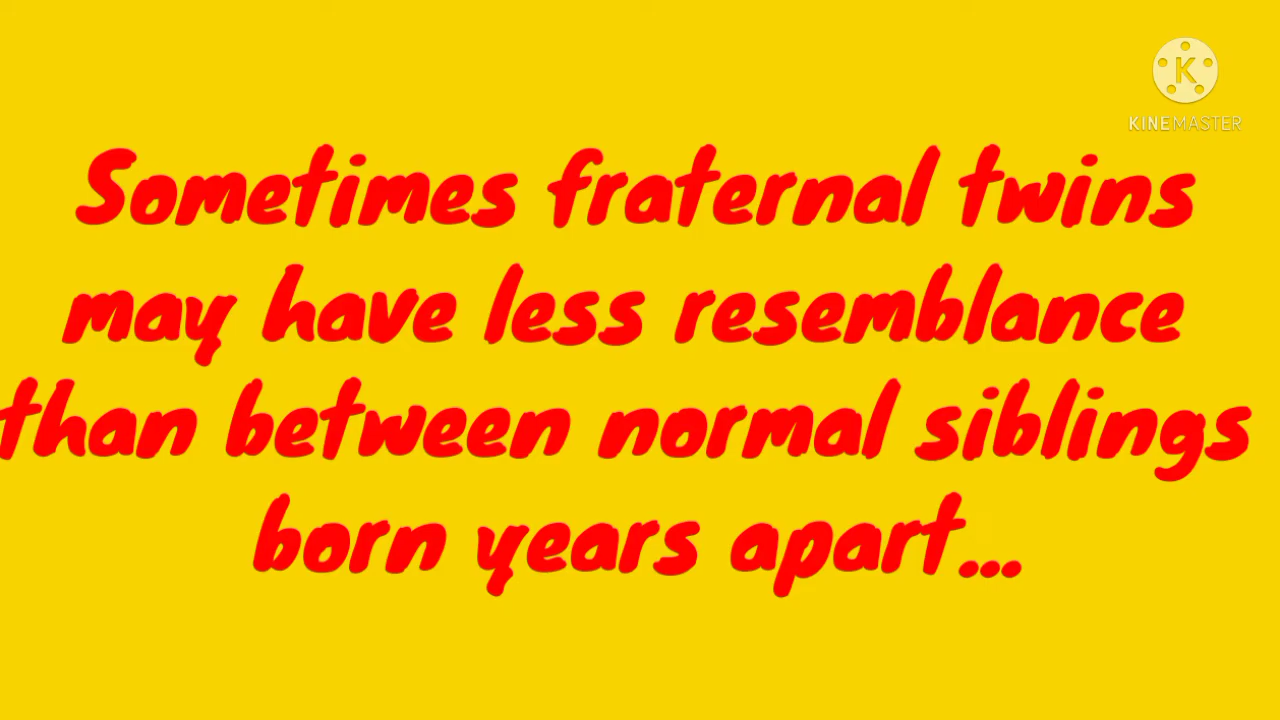 KINEMASTER
Sometimes fraternal twins
may have less resemblance
than between normal siblings
born years apart...